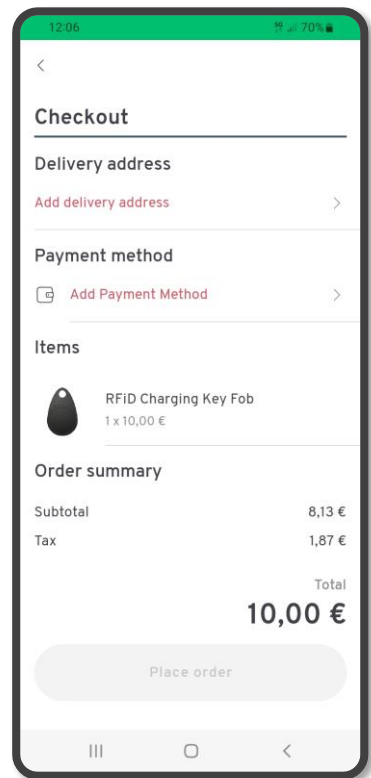 12:06
5G 70%
Checkout
Delivery address
Add delivery address
Payment method
Add Payment Method
Items
RFiD Charging Key Fob
1 x 10,00 €
Order summary
Subtotal 8,13 €
Tax 1,87 €
Total
10,00 €
Place order